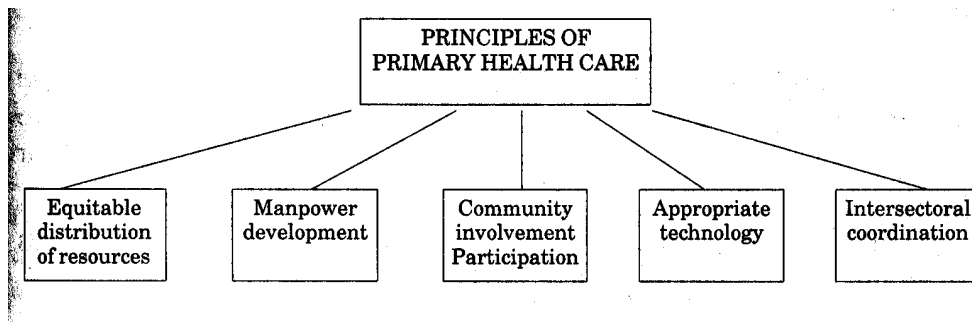 PRINCIPLES OF
PRIMARY HEALTH CARE
Equitable
distribution
of resources
Manpower
development
Community
involvement
Participation
Appropriate
technology
Intersectoral
coordination